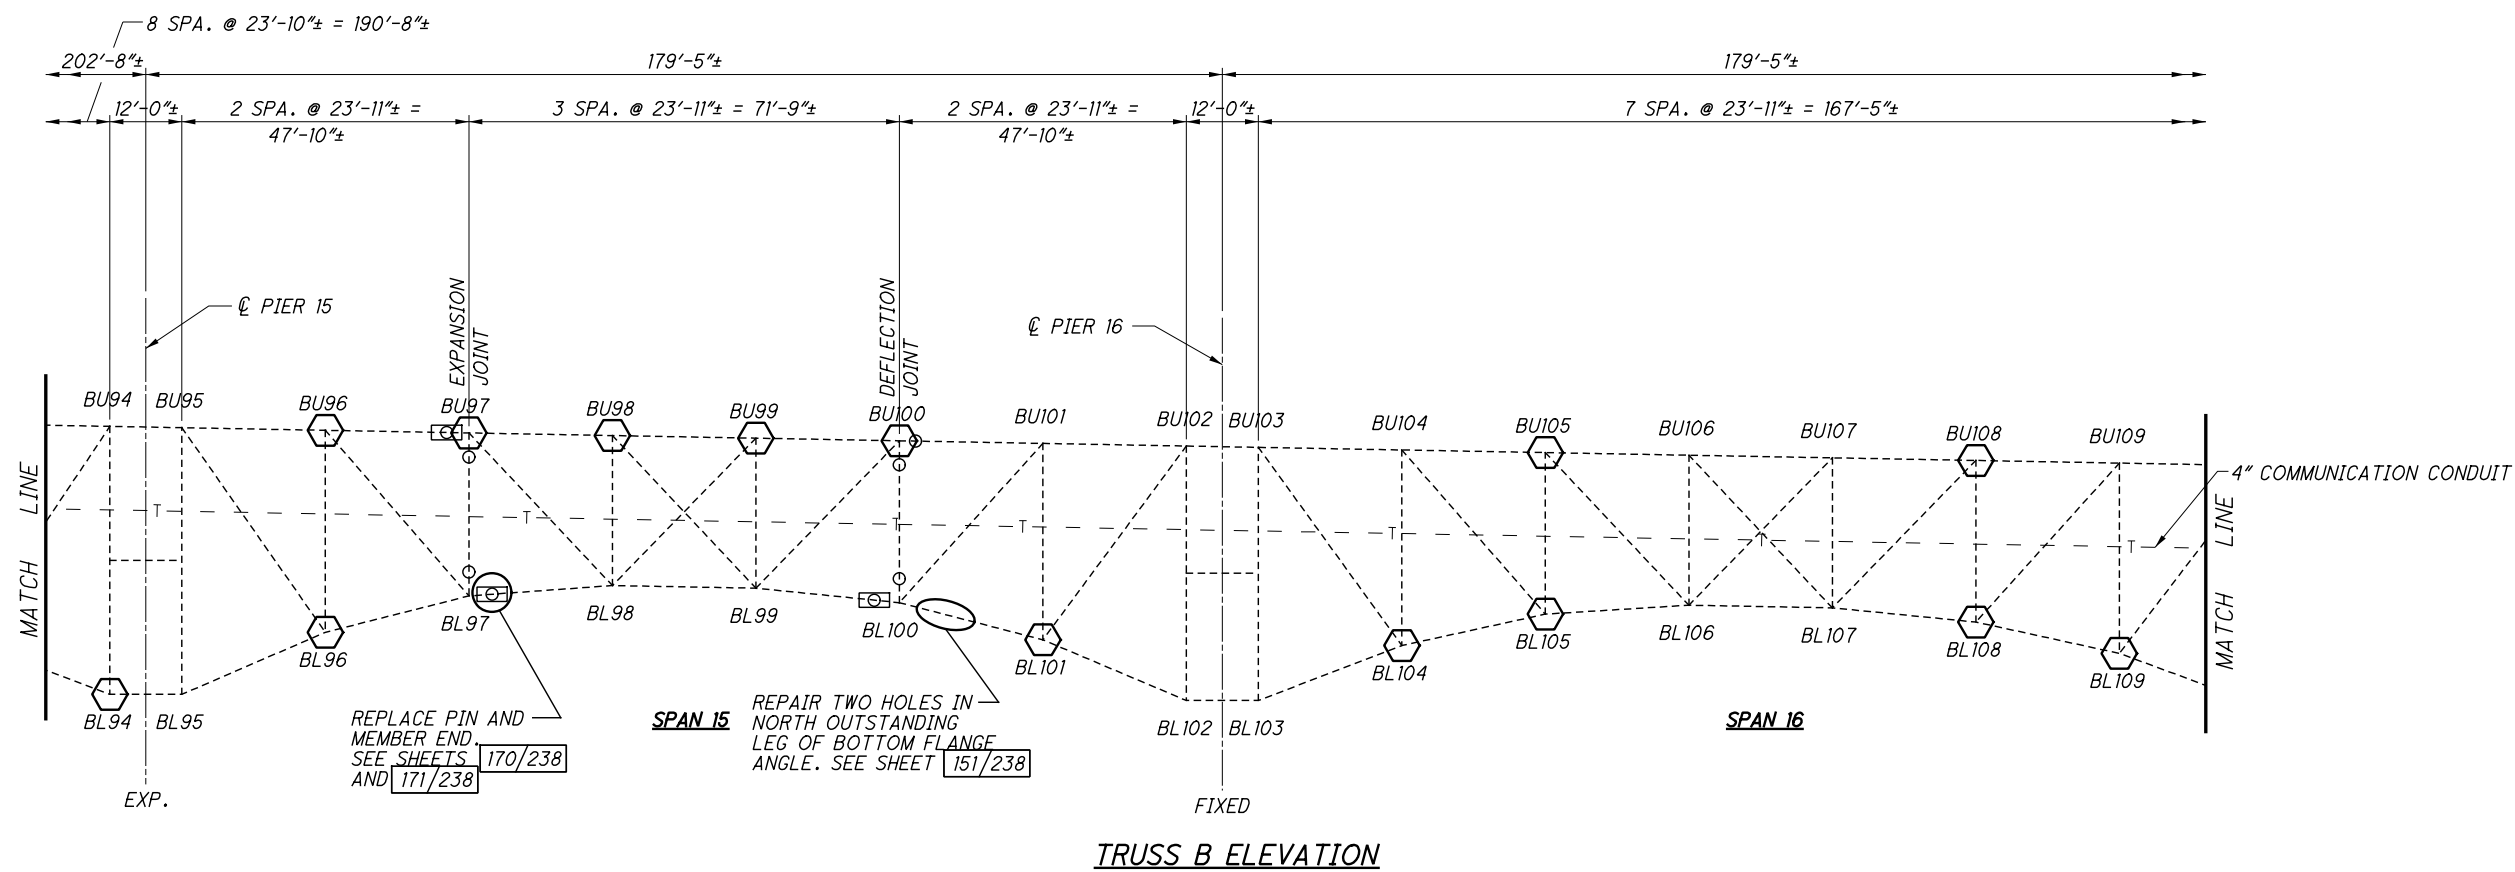 8 SPA. @ 23'-10"± = 190'-8"±
202'-8"±
179'-5"±
179'-5"±
12'-0"±
2 SPA. @ 23'-11"± =
47'-10"±
3 SPA. @ 23'-11"± = 71'-9"±
2 SPA. @ 23'-11"± =
47'-10"±
12'-0"±
7 SPA. @ 23'-11"± = 167'-5"±
℄ PIER 15
EXPANSION
JOINT
DEFLECTION
JOINT
℄ PIER 16
MATCH LINE
BU94
BU95
BU96
BU97
BU98
BU99
BU100
BU101
BU102
BU103
BU104
BU105
BU106
BU107
BU108
BU109
4" COMMUNICATION CONDUIT
MATCH LINE
T
T
T
T
T
T
T
BL94
BL95
BL96
BL97
BL98
BL99
BL100
BL101
BL102
BL103
BL104
BL105
BL106
BL107
BL108
BL109
REPLACE PIN AND
MEMBER END.
SEE SHEETS 170/238
AND 171/238
SPAN 15
REPAIR TWO HOLES IN
NORTH OUTSTANDING
LEG OF BOTTOM FLANGE
ANGLE. SEE SHEET 151/238
SPAN 16
EXP.
FIXED
TRUSS B ELEVATION